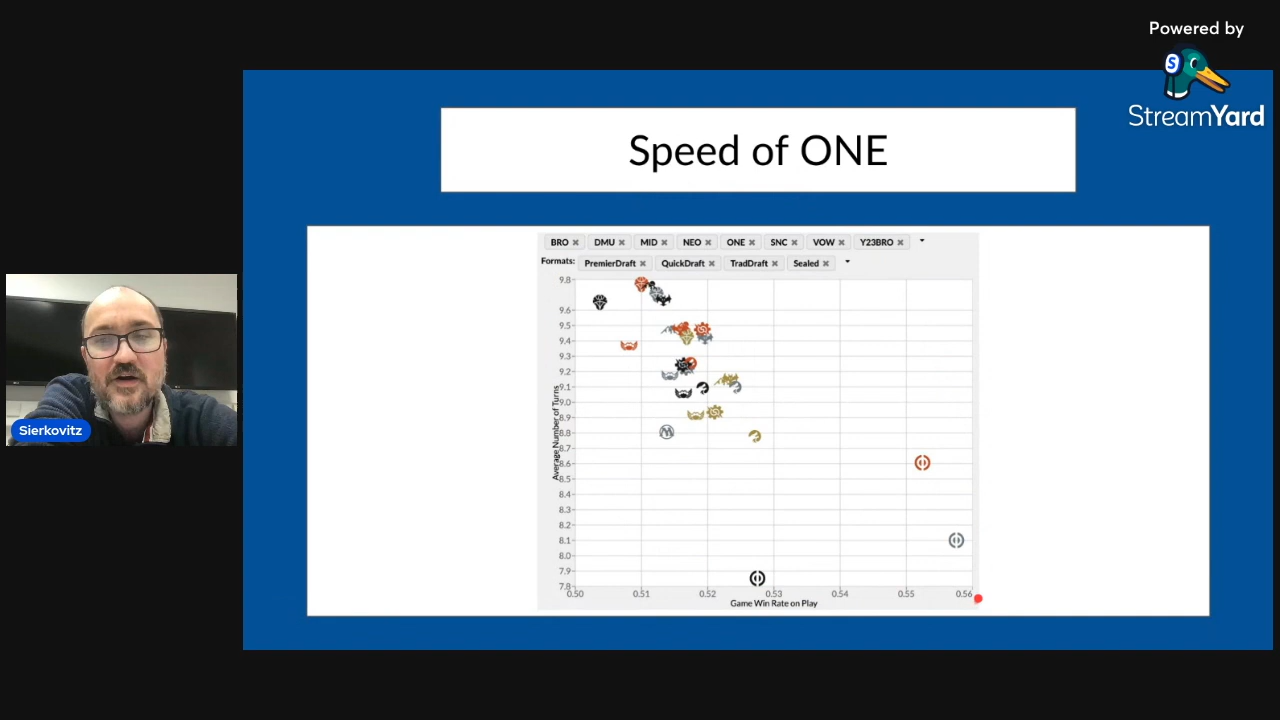 Powered by
StreamYard
Speed of ONE
BRO × DMU × MID × NEO × ONE × SNC × VOW × Y23BRO ×
Formats: PremierDraft × QuickDraft × TradDraft × Sealed ×
9.8
9.6
9.5
9.4
9.3
9.2
9.1
9.0
8.9
8.8
8.7
8.6
8.5
8.4
8.3
8.2
8.1
8.0
7.9
7.8
Average Number of Turns
0.50 0.51 0.52 0.53 0.54 0.55 0.56
Game Win Rate on Play
Sierkovitz